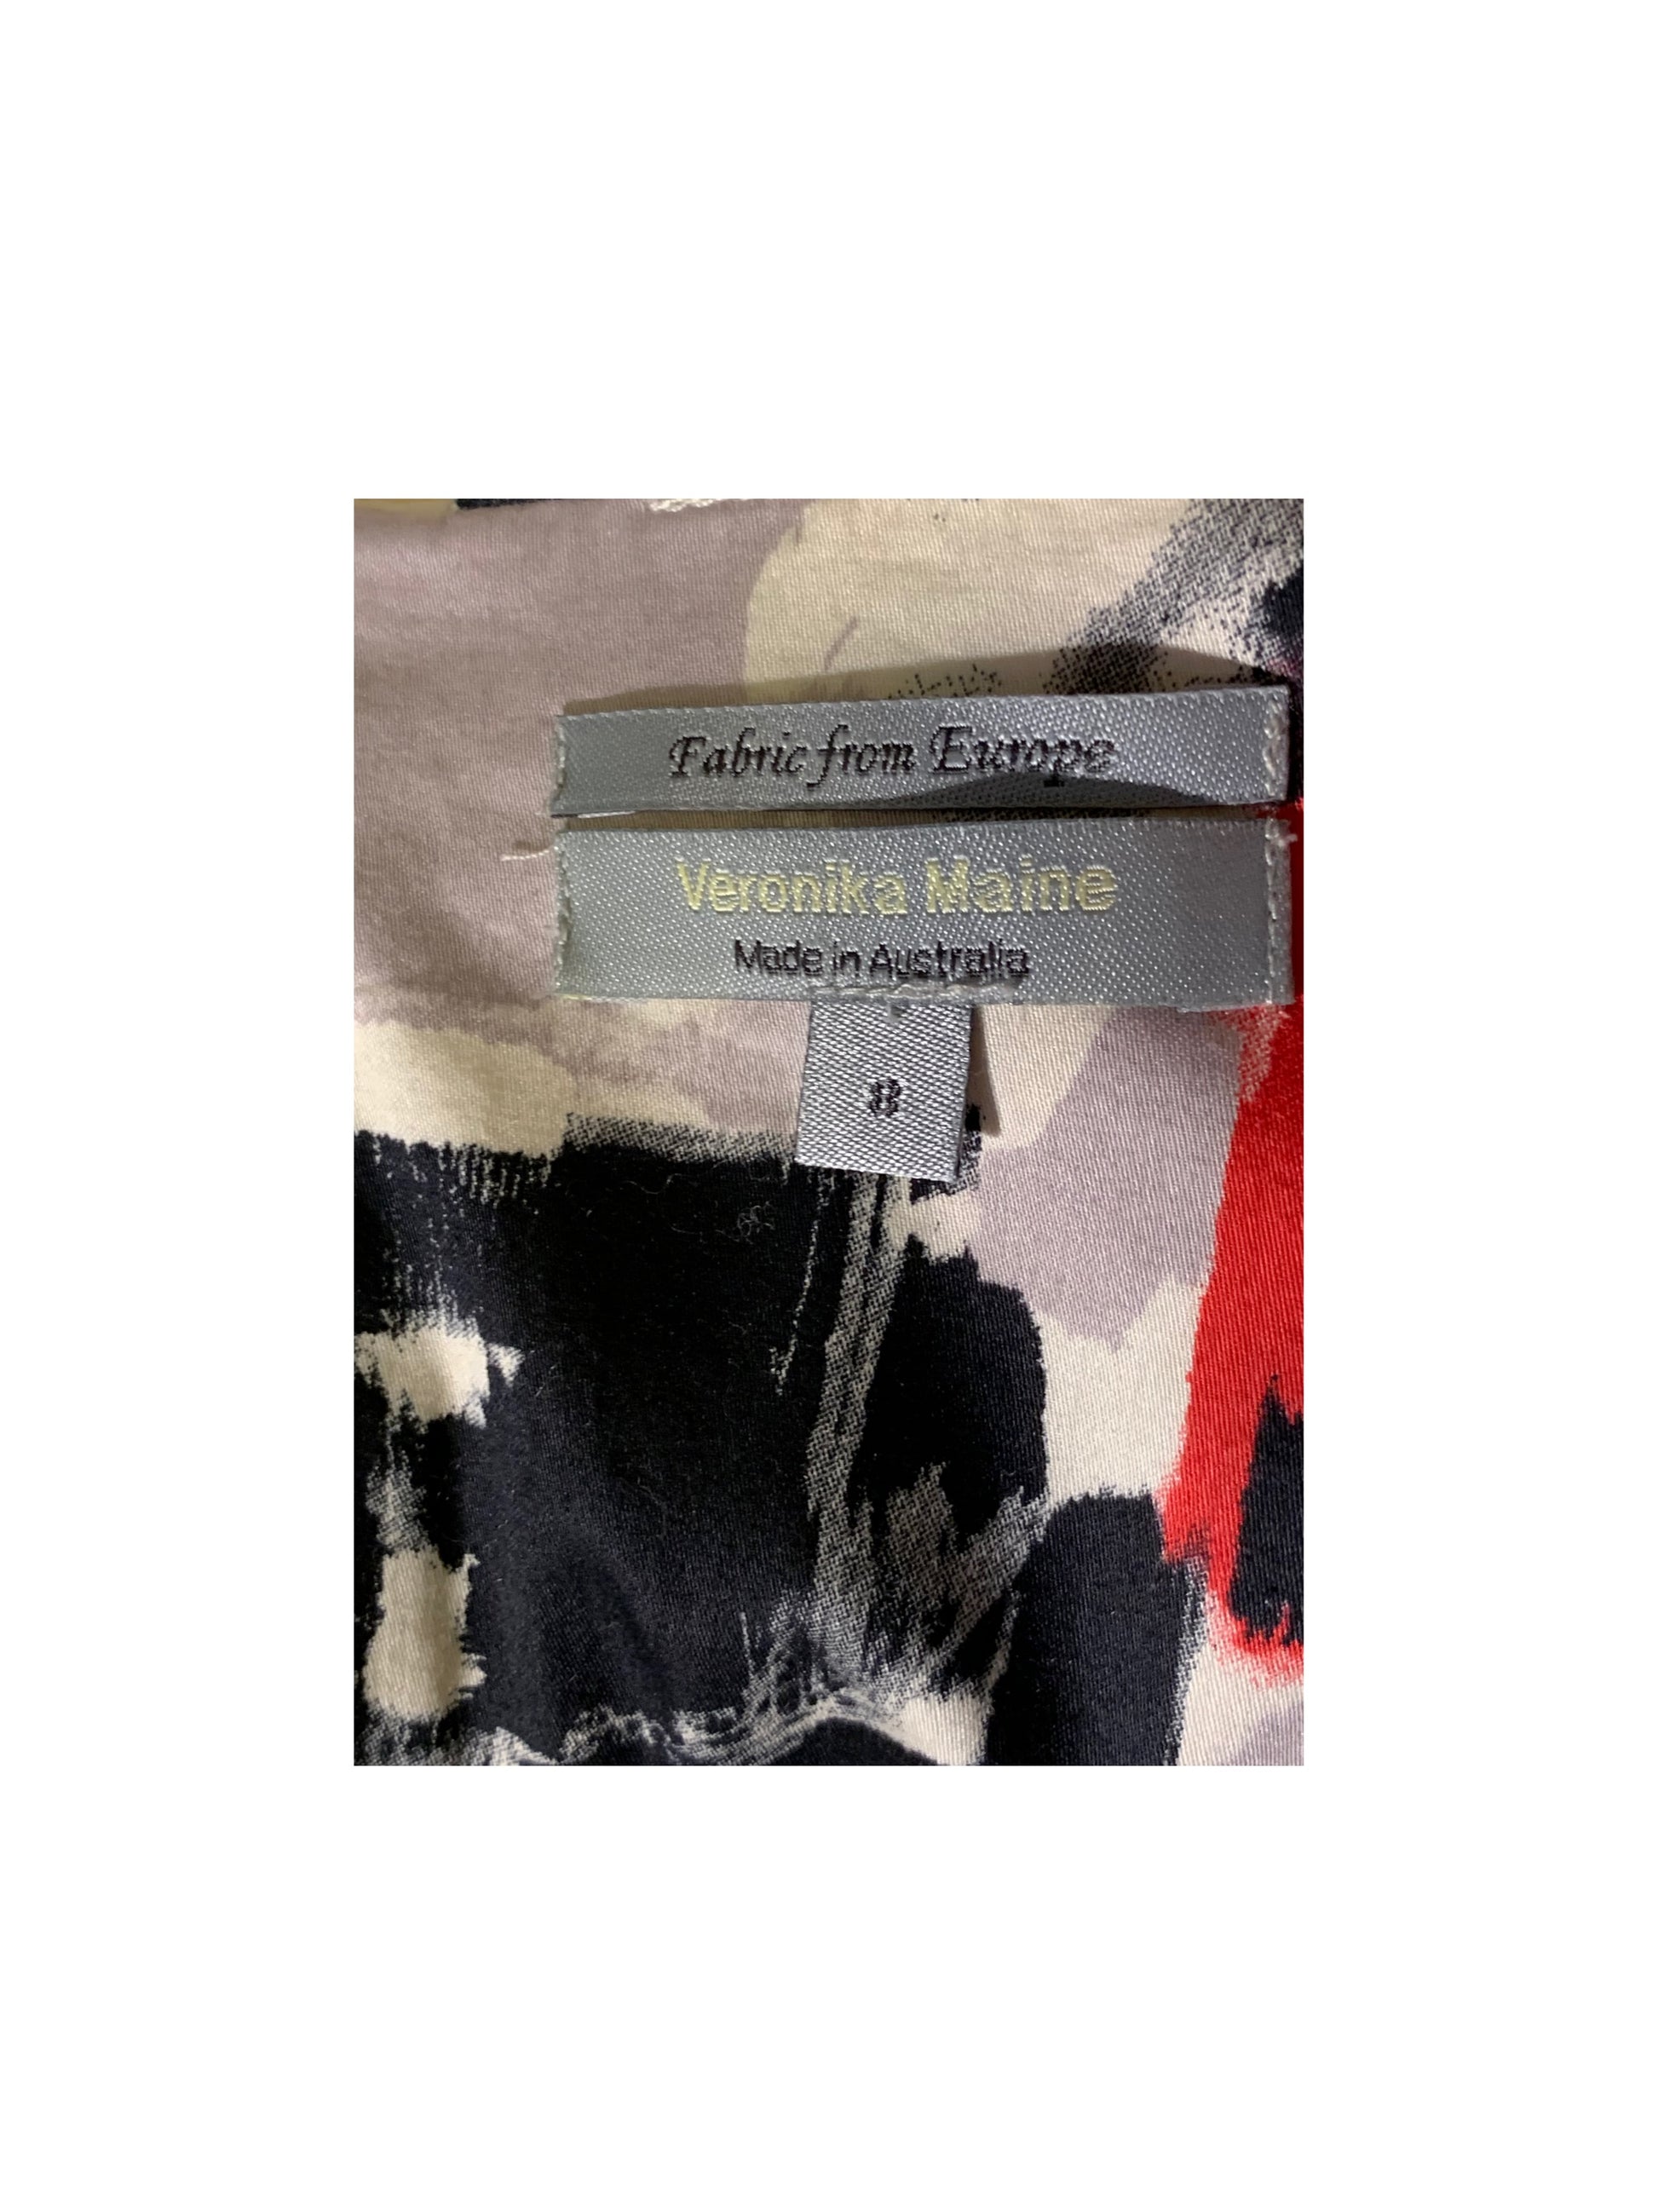 Fabric from Europe
Veronika Maine
Made in Australia
8